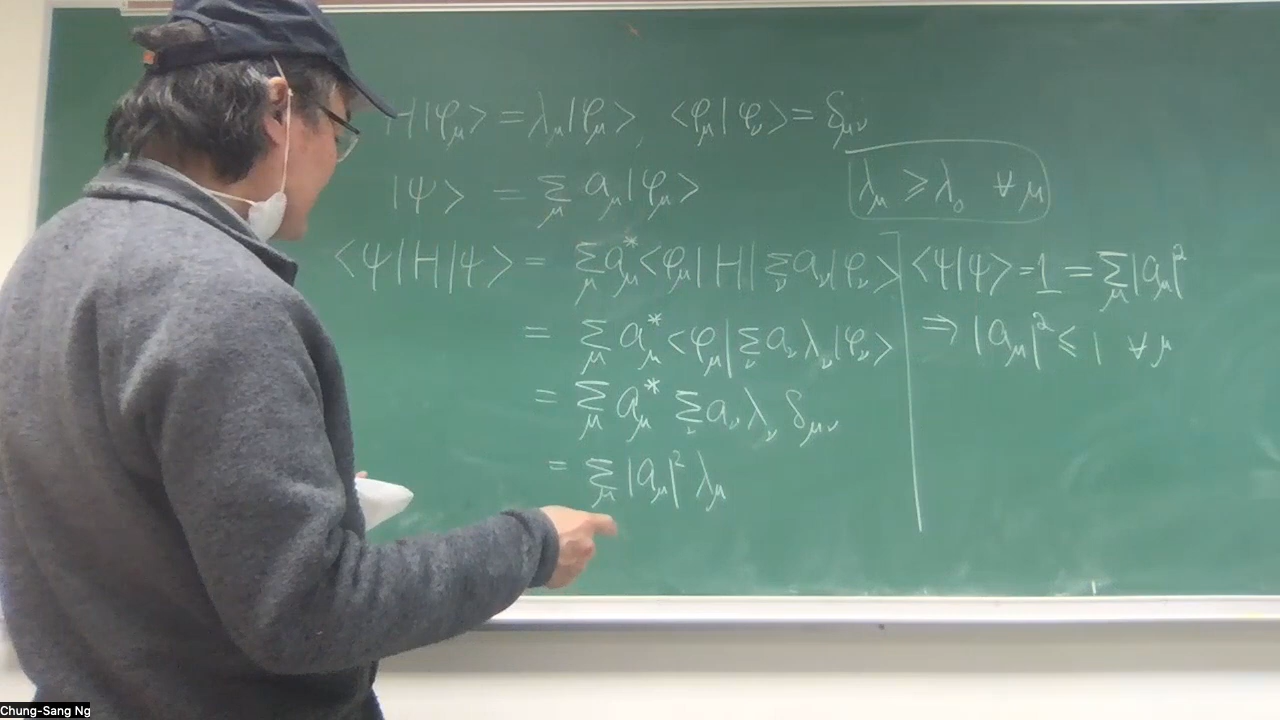 H|φ_μ> = λ_μ|φ_μ>, <φ_μ|φ_ν> = δ_μν
λ_μ ⩾ λ_0 ∀ μ
|Ψ> = Σ_μ a_μ|φ_μ>
<Ψ|H|Ψ> = Σ_μ a_μ^* <φ_μ|H| Σ_ν a_ν|φ_ν>
= Σ_μ a_μ^* <φ_μ| Σ_ν a_ν λ_ν|φ_ν>
= Σ_μ a_μ^* Σ_ν a_ν λ_ν δ_μν
= Σ_μ |a_μ|² λ_μ
<Ψ|Ψ> = 1 = Σ_μ |a_μ|²
⇒ |a_μ|² ⩽ 1 ∀ μ
Chung-Sang Ng